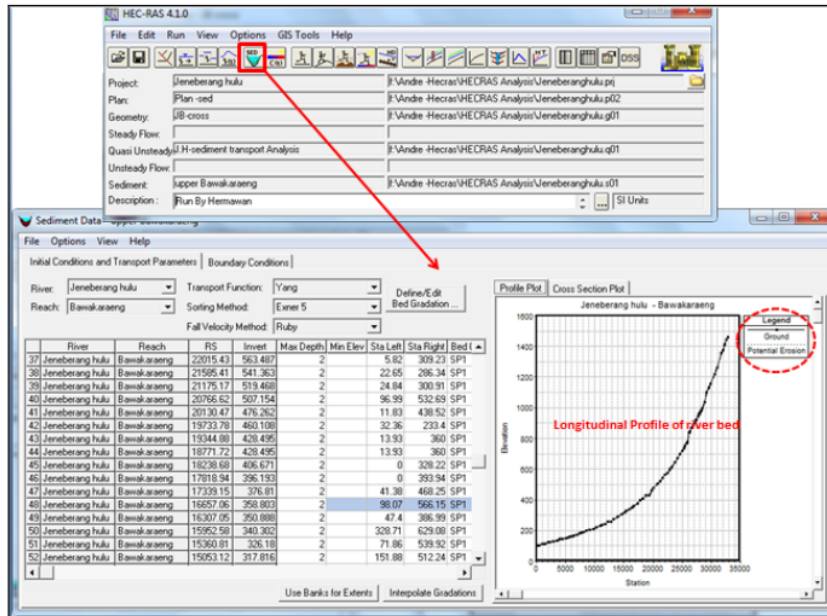 HEC-RAS 4.1.0
File Edit Run View Options GIS Tools Help
SED
DSS
Project: Jeneberang hulu I:\Andre -Hecras\HECRAS Analysis\Jeneberanghulu.prj
Plan: Plan -sed I:\Andre -Hecras\HECRAS Analysis\Jeneberanghulu.p02
Geometry: JB-cross I:\Andre -Hecras\HECRAS Analysis\Jeneberanghulu.g01
Steady Flow:
Quasi Unsteady J.H-sediment transport Analysis I:\Andre -Hecras\HECRAS Analysis\Jeneberanghulu.q01
Unsteady Flow:
Sediment: upper Bawakaraeng I:\Andre -Hecras\HECRAS Analysis\Jeneberanghulu.s01
Description : Run By Hermawan ... SI Units
Sediment Data - upper Bawakaraeng
File Options View Help
Initial Conditions and Transport Parameters Boundary Conditions
River: Jeneberang hulu Transport Function: Yang Define/Edit
Reach: Bawakaraeng Sorting Method: Exner 5 Bed Gradation ...
Fall Velocity Method: Ruby
River Reach RS Invert Max Depth Min Elev Sta Left Sta Right Bed (
37 Jeneberang hulu Bawakaraeng 22015.43 563.487 2 5.82 309.23 SP1
38 Jeneberang hulu Bawakaraeng 21585.41 541.363 2 22.65 286.34 SP1
39 Jeneberang hulu Bawakaraeng 21175.17 519.468 2 24.84 300.91 SP1
40 Jeneberang hulu Bawakaraeng 20766.62 507.154 2 96.99 532.69 SP1
41 Jeneberang hulu Bawakaraeng 20130.47 476.262 2 11.83 438.52 SP1
42 Jeneberang hulu Bawakaraeng 19733.78 460.108 2 32.36 233.4 SP1
43 Jeneberang hulu Bawakaraeng 19344.88 428.495 2 13.93 360 SP1
44 Jeneberang hulu Bawakaraeng 18771.72 428.495 2 13.93 360 SP1
45 Jeneberang hulu Bawakaraeng 18238.68 406.671 2 0 328.22 SP1
46 Jeneberang hulu Bawakaraeng 17818.94 396.193 2 0 393.94 SP1
47 Jeneberang hulu Bawakaraeng 17339.15 376.81 2 41.38 468.25 SP1
48 Jeneberang hulu Bawakaraeng 16657.06 358.803 2 98.07 566.15 SP1
49 Jeneberang hulu Bawakaraeng 16307.05 350.888 2 47.4 386.99 SP1
50 Jeneberang hulu Bawakaraeng 15952.58 340.302 2 328.71 629.08 SP1
51 Jeneberang hulu Bawakaraeng 15360.81 326.18 2 71.86 539.92 SP1
52 Jeneberang hulu Bawakaraeng 15053.12 317.816 2 151.88 512.24 SP1
Use Banks for Extents Interpolate Gradations
Profile Plot Cross Section Plot
Jeneberang hulu - Bawakaraeng
Legend
Ground
Potential Erosion
Longitudinal Profile of river bed
Elevation
1600
1400
1200
1000
800
600
400
200
0
0 5000 10000 15000 20000 25000 30000 35000
Station